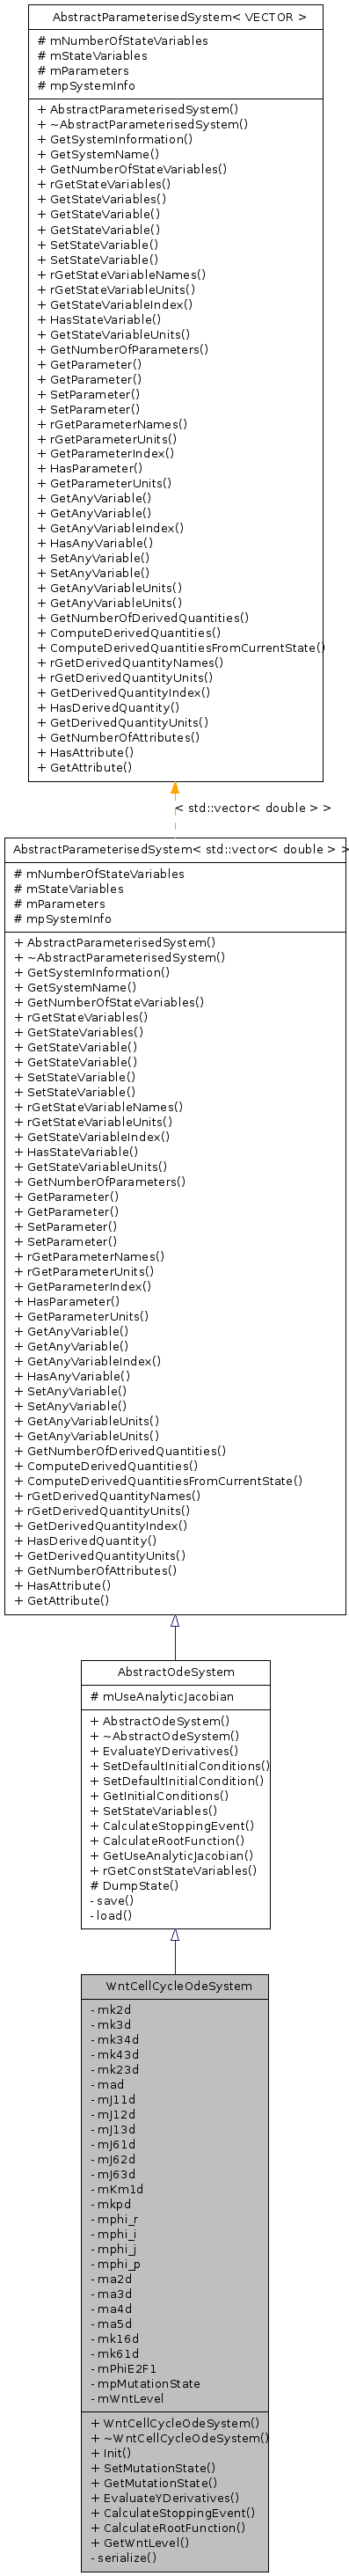 AbstractParameterisedSystem< VECTOR >
# mNumberOfStateVariables
# mStateVariables
# mParameters
# mpSystemInfo
+ AbstractParameterisedSystem()
+ ~AbstractParameterisedSystem()
+ GetSystemInformation()
+ GetSystemName()
+ GetNumberOfStateVariables()
+ rGetStateVariables()
+ GetStateVariables()
+ GetStateVariable()
+ GetStateVariable()
+ SetStateVariable()
+ SetStateVariable()
+ rGetStateVariableNames()
+ rGetStateVariableUnits()
+ GetStateVariableIndex()
+ HasStateVariable()
+ GetStateVariableUnits()
+ GetNumberOfParameters()
+ GetParameter()
+ GetParameter()
+ SetParameter()
+ SetParameter()
+ rGetParameterNames()
+ rGetParameterUnits()
+ GetParameterIndex()
+ HasParameter()
+ GetParameterUnits()
+ GetAnyVariable()
+ GetAnyVariable()
+ GetAnyVariableIndex()
+ HasAnyVariable()
+ SetAnyVariable()
+ SetAnyVariable()
+ GetAnyVariableUnits()
+ GetAnyVariableUnits()
+ GetNumberOfDerivedQuantities()
+ ComputeDerivedQuantities()
+ ComputeDerivedQuantitiesFromCurrentState()
+ rGetDerivedQuantityNames()
+ rGetDerivedQuantityUnits()
+ GetDerivedQuantityIndex()
+ HasDerivedQuantity()
+ GetDerivedQuantityUnits()
+ GetNumberOfAttributes()
+ HasAttribute()
+ GetAttribute()
< std::vector< double > >
AbstractParameterisedSystem< std::vector< double > >
# mNumberOfStateVariables
# mStateVariables
# mParameters
# mpSystemInfo
+ AbstractParameterisedSystem()
+ ~AbstractParameterisedSystem()
+ GetSystemInformation()
+ GetSystemName()
+ GetNumberOfStateVariables()
+ rGetStateVariables()
+ GetStateVariables()
+ GetStateVariable()
+ GetStateVariable()
+ SetStateVariable()
+ SetStateVariable()
+ rGetStateVariableNames()
+ rGetStateVariableUnits()
+ GetStateVariableIndex()
+ HasStateVariable()
+ GetStateVariableUnits()
+ GetNumberOfParameters()
+ GetParameter()
+ GetParameter()
+ SetParameter()
+ SetParameter()
+ rGetParameterNames()
+ rGetParameterUnits()
+ GetParameterIndex()
+ HasParameter()
+ GetParameterUnits()
+ GetAnyVariable()
+ GetAnyVariable()
+ GetAnyVariableIndex()
+ HasAnyVariable()
+ SetAnyVariable()
+ SetAnyVariable()
+ GetAnyVariableUnits()
+ GetAnyVariableUnits()
+ GetNumberOfDerivedQuantities()
+ ComputeDerivedQuantities()
+ ComputeDerivedQuantitiesFromCurrentState()
+ rGetDerivedQuantityNames()
+ rGetDerivedQuantityUnits()
+ GetDerivedQuantityIndex()
+ HasDerivedQuantity()
+ GetDerivedQuantityUnits()
+ GetNumberOfAttributes()
+ HasAttribute()
+ GetAttribute()
AbstractOdeSystem
# mUseAnalyticJacobian
+ AbstractOdeSystem()
+ ~AbstractOdeSystem()
+ EvaluateYDerivatives()
+ SetDefaultInitialConditions()
+ SetDefaultInitialCondition()
+ GetInitialConditions()
+ SetStateVariables()
+ CalculateStoppingEvent()
+ CalculateRootFunction()
+ GetUseAnalyticJacobian()
+ rGetConstStateVariables()
# DumpState()
- save()
- load()
WntCellCycleOdeSystem
- mk2d
- mk3d
- mk34d
- mk43d
- mk23d
- mad
- mJ11d
- mJ12d
- mJ13d
- mJ61d
- mJ62d
- mJ63d
- mKm1d
- mkpd
- mphi_r
- mphi_i
- mphi_j
- mphi_p
- ma2d
- ma3d
- ma4d
- ma5d
- mk16d
- mk61d
- mPhiE2F1
- mpMutationState
- mWntLevel
+ WntCellCycleOdeSystem()
+ ~WntCellCycleOdeSystem()
+ Init()
+ SetMutationState()
+ GetMutationState()
+ EvaluateYDerivatives()
+ CalculateStoppingEvent()
+ CalculateRootFunction()
+ GetWntLevel()
- serialize()